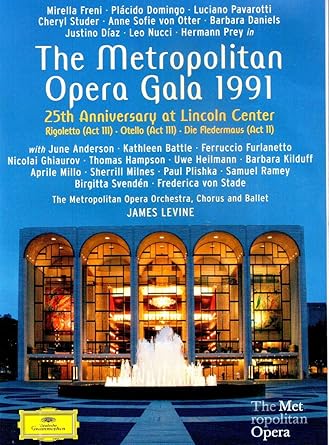 Mirella Freni · Plácido Domingo · Luciano Pavarotti
Cheryl Studer · Anne Sofie von Otter · Barbara Daniels
Justino Díaz · Leo Nucci · Hermann Prey in
The Metropolitan
Opera Gala 1991
25th Anniversary at Lincoln Center
Rigoletto (Act III) · Otello (Act III) · Die Fledermaus (Act II)
with June Anderson · Kathleen Battle · Ferruccio Furlanetto
Nicolai Ghiaurov · Thomas Hampson · Uwe Heilmann · Barbara Kilduff
Aprile Millo · Sherrill Milnes · Paul Plishka · Samuel Ramey
Birgitta Svendén · Frederica von Stade
The Metropolitan Opera Orchestra, Chorus and Ballet
JAMES LEVINE
Deutsche
Grammophon
The Met
ropolitan
Opera